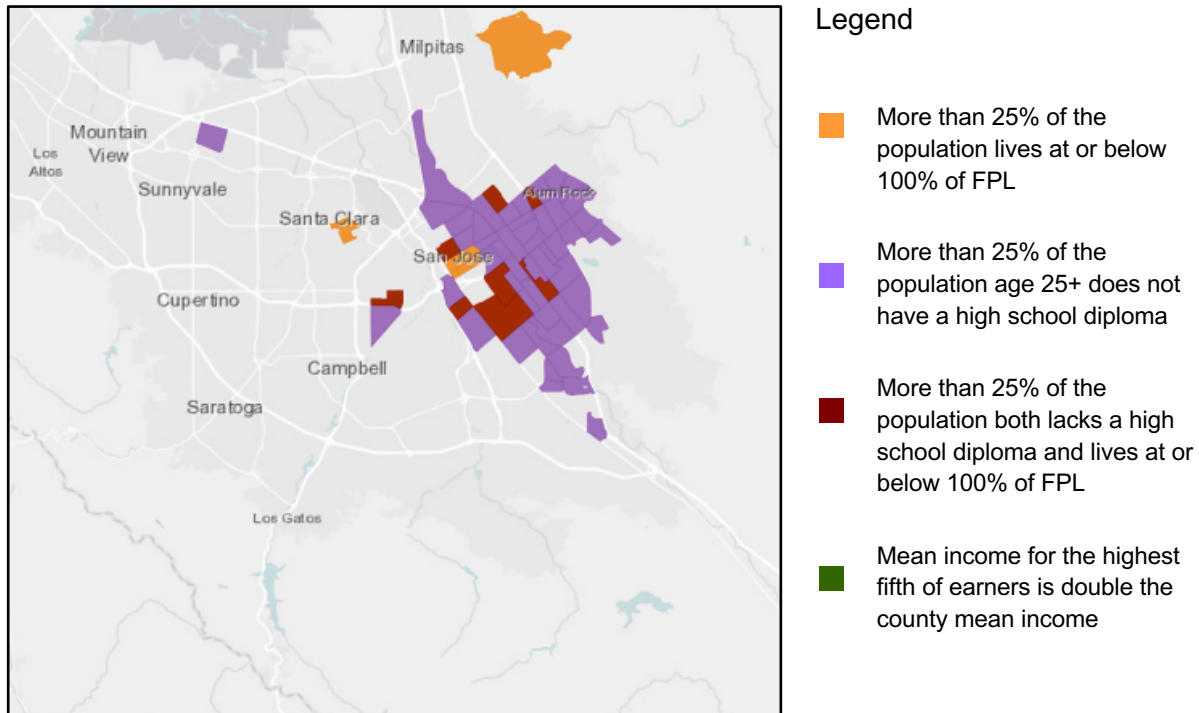 Milpitas
Mountain
View
Los
Altos
Sunnyvale
Alum Rock
Santa Clara
San Jose
Cupertino
Campbell
Saratoga
Los Gatos
Legend
More than 25% of the
population lives at or below
100% of FPL
More than 25% of the
population age 25+ does not
have a high school diploma
More than 25% of the
population both lacks a high
school diploma and lives at or
below 100% of FPL
Mean income for the highest
fifth of earners is double the
county mean income